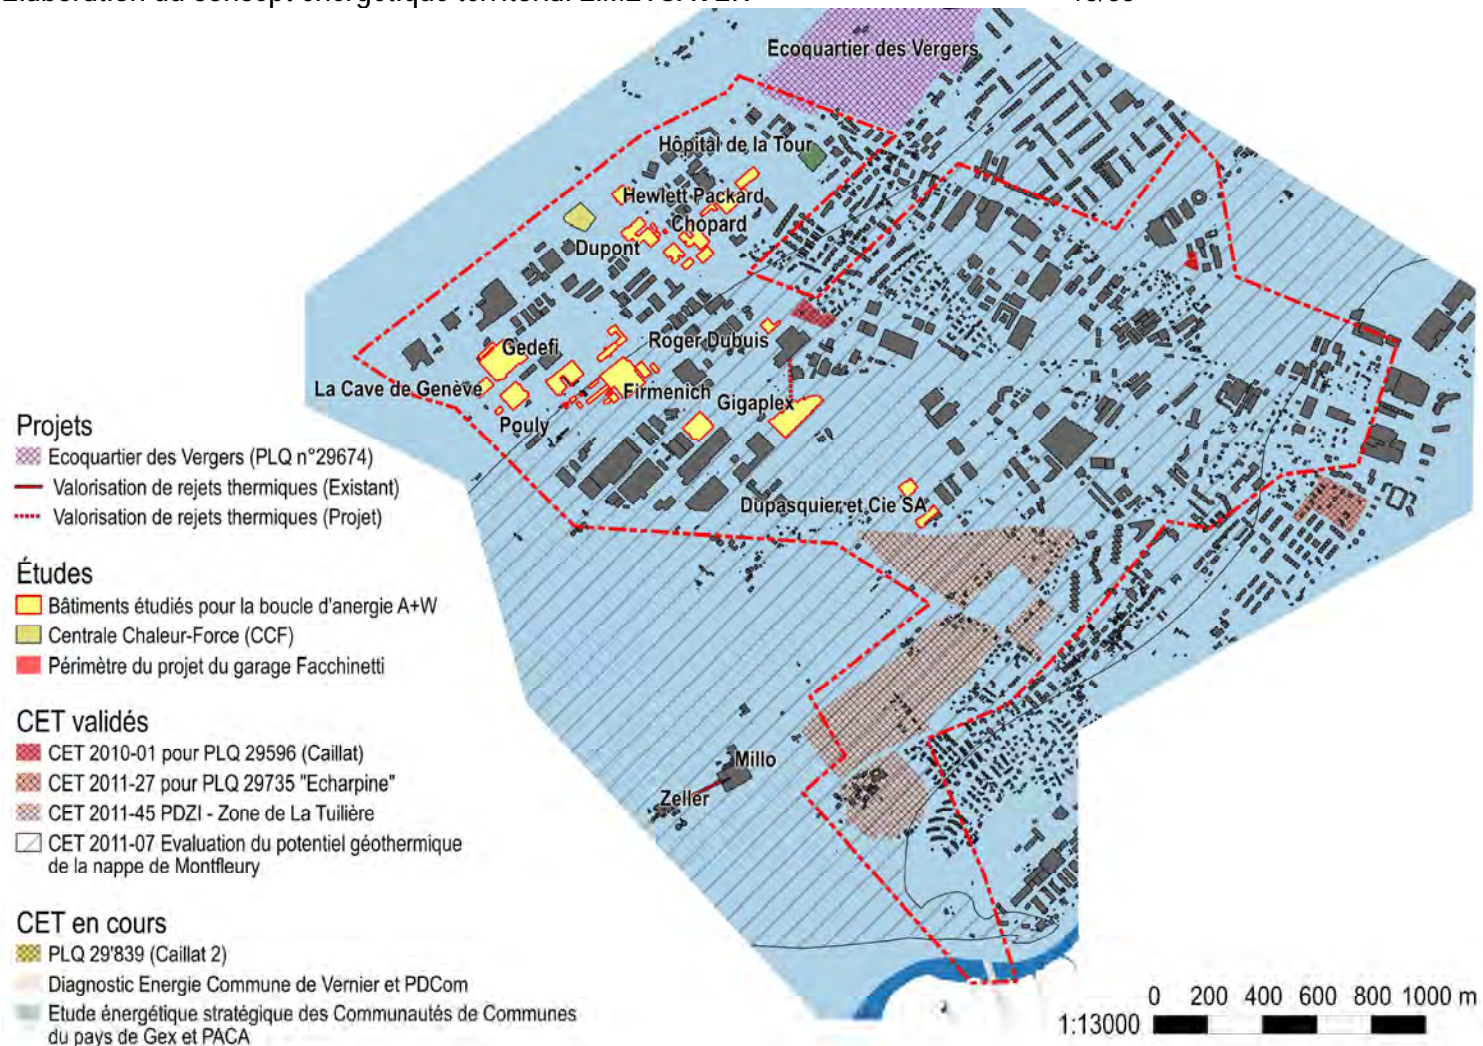 Ecoquartier des Vergers
Hôpital de la Tour
Hewlett Packard
Chopard
Dupont
Roger Dubuis
Gedefi
La Cave de Genève
Firmenich
Gigaplex
Pouly
Dupasquier et Cie SA
Millo
Zeller
Projets
Ecoquartier des Vergers (PLQ n°29674)
Valorisation de rejets thermiques (Existant)
Valorisation de rejets thermiques (Projet)
Études
Bâtiments étudiés pour la boucle d'anergie A+W
Centrale Chaleur-Force (CCF)
Périmètre du projet du garage Facchinetti
CET validés
CET 2010-01 pour PLQ 29596 (Caillat)
CET 2011-27 pour PLQ 29735 "Echarpine"
CET 2011-45 PDZI - Zone de La Tuilière
CET 2011-07 Evaluation du potentiel géothermique
de la nappe de Montfleury
CET en cours
PLQ 29'839 (Caillat 2)
Diagnostic Energie Commune de Vernier et PDCom
Etude énergétique stratégique des Communautés de Communes
du pays de Gex et PACA
0 200 400 600 800 1000 m
1:13000